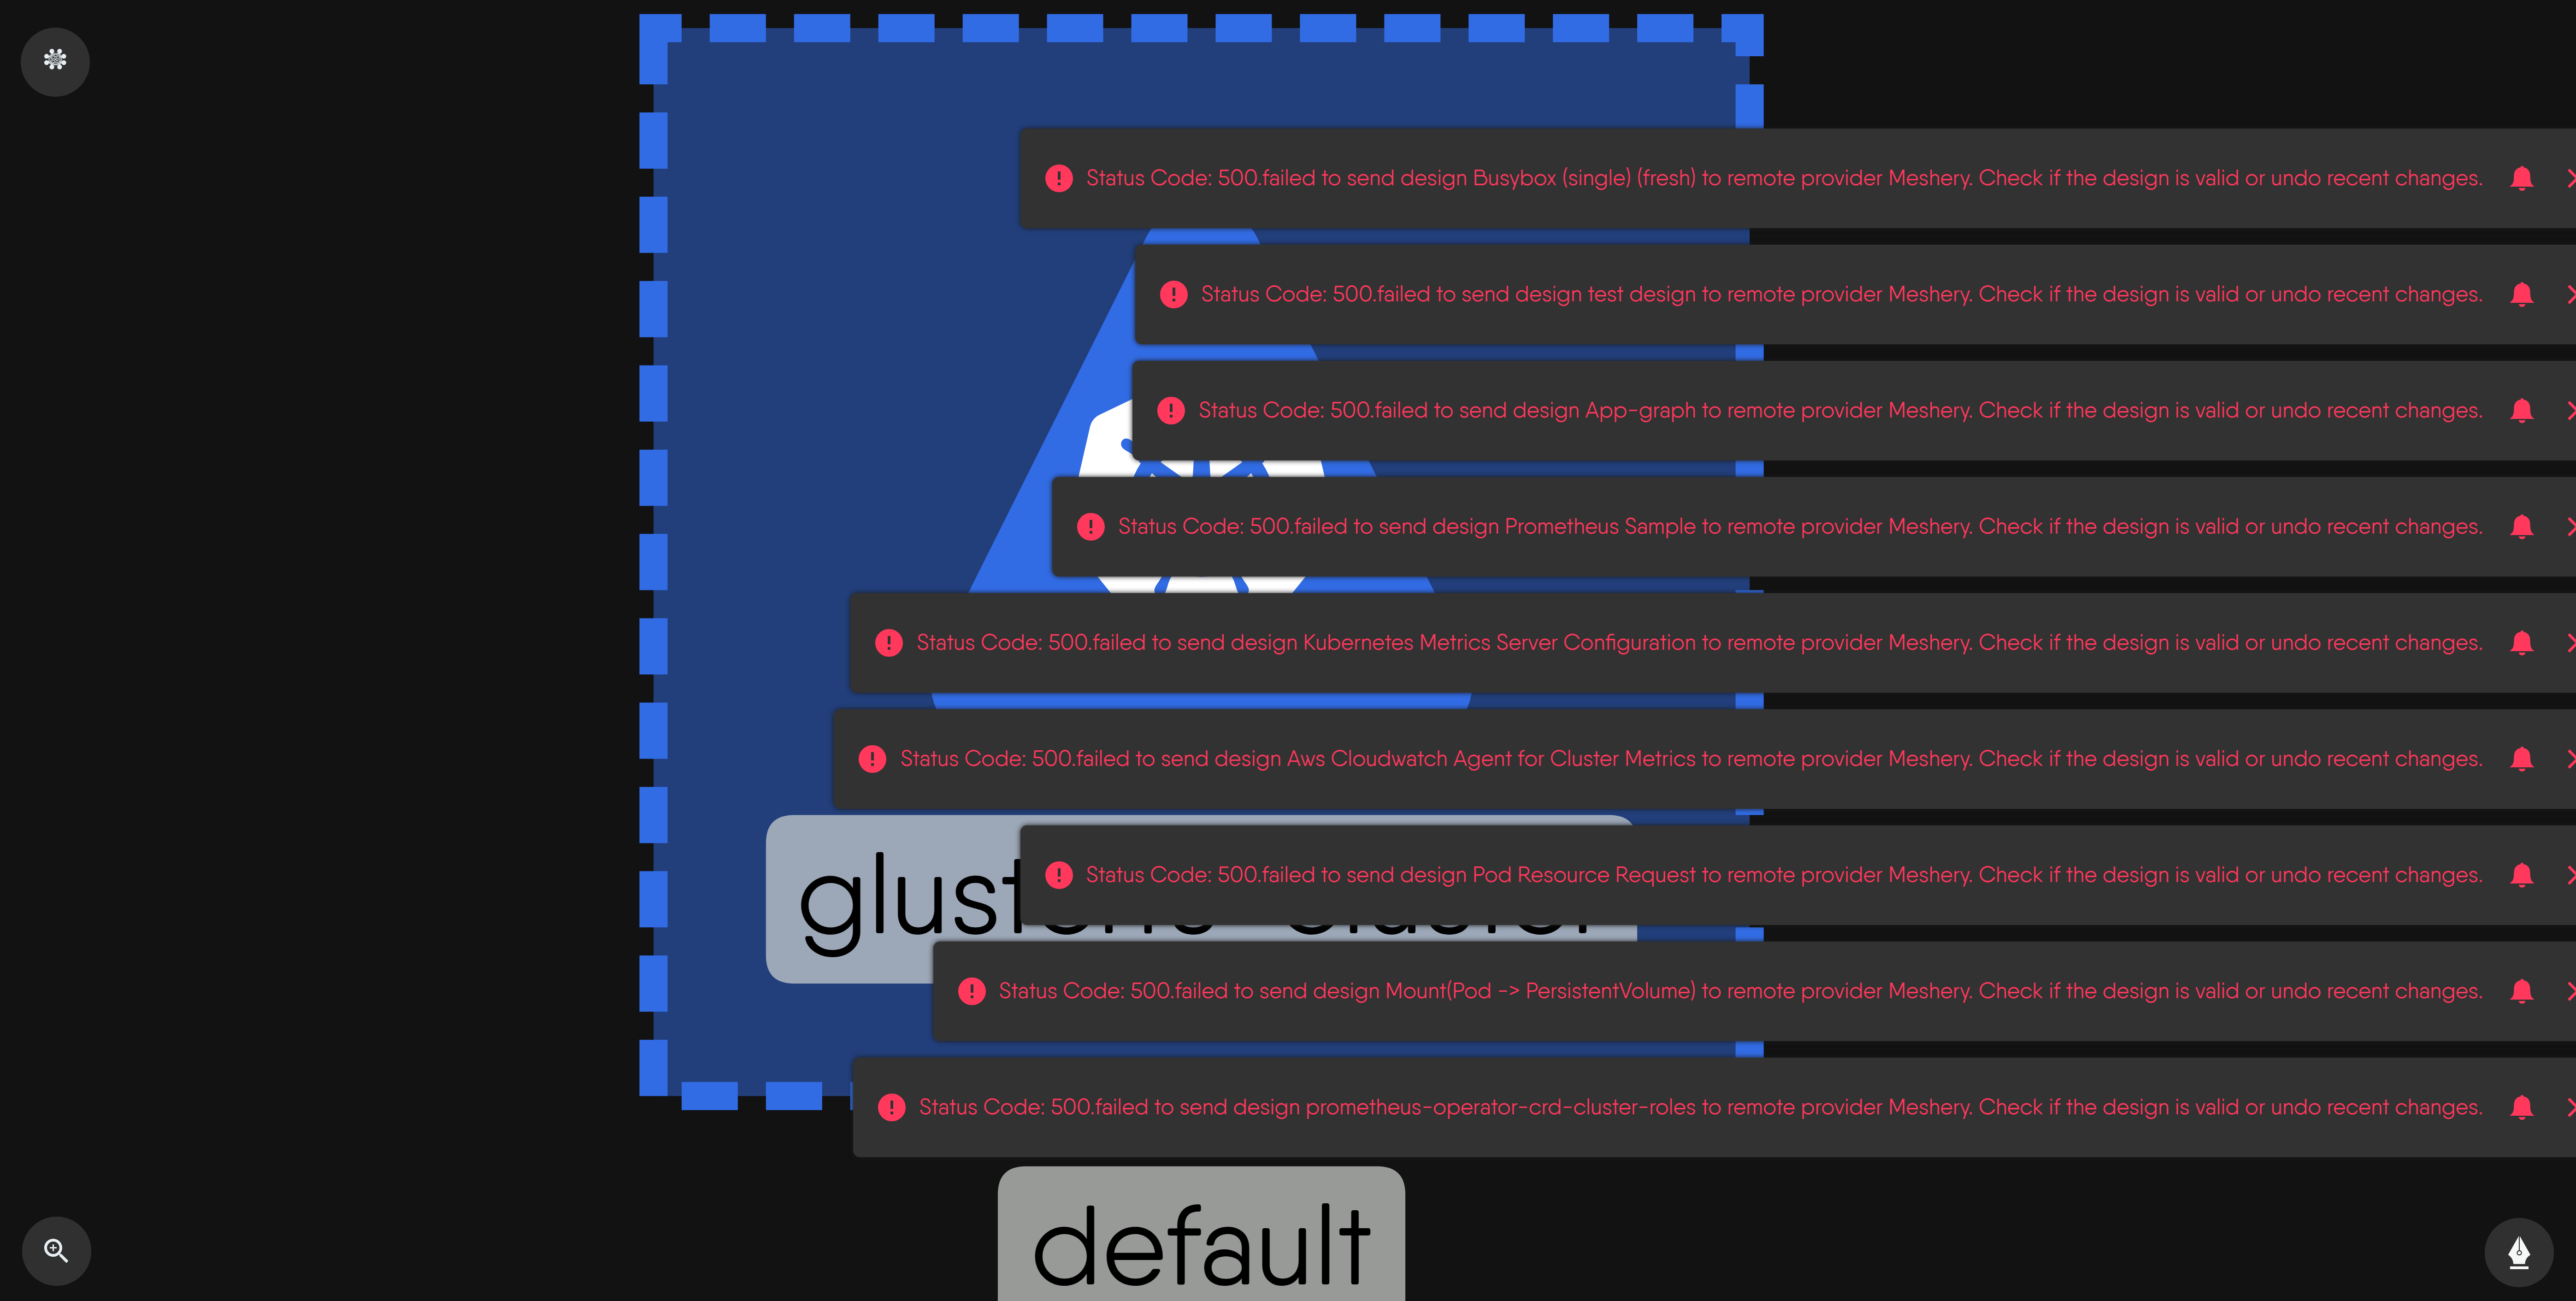 Status Code: 500.failed to send design Busybox (single) (fresh) to remote provider Meshery. Check if the design is valid or undo recent changes.
Status Code: 500.failed to send design test design to remote provider Meshery. Check if the design is valid or undo recent changes.
Status Code: 500.failed to send design App-graph to remote provider Meshery. Check if the design is valid or undo recent changes.
Status Code: 500.failed to send design Prometheus Sample to remote provider Meshery. Check if the design is valid or undo recent changes.
Status Code: 500.failed to send design Kubernetes Metrics Server Configuration to remote provider Meshery. Check if the design is valid or undo recent changes.
Status Code: 500.failed to send design Aws Cloudwatch Agent for Cluster Metrics to remote provider Meshery. Check if the design is valid or undo recent changes.
Status Code: 500.failed to send design Pod Resource Request to remote provider Meshery. Check if the design is valid or undo recent changes.
Status Code: 500.failed to send design Mount(Pod -> PersistentVolume) to remote provider Meshery. Check if the design is valid or undo recent changes.
Status Code: 500.failed to send design prometheus-operator-crd-cluster-roles to remote provider Meshery. Check if the design is valid or undo recent changes.
default